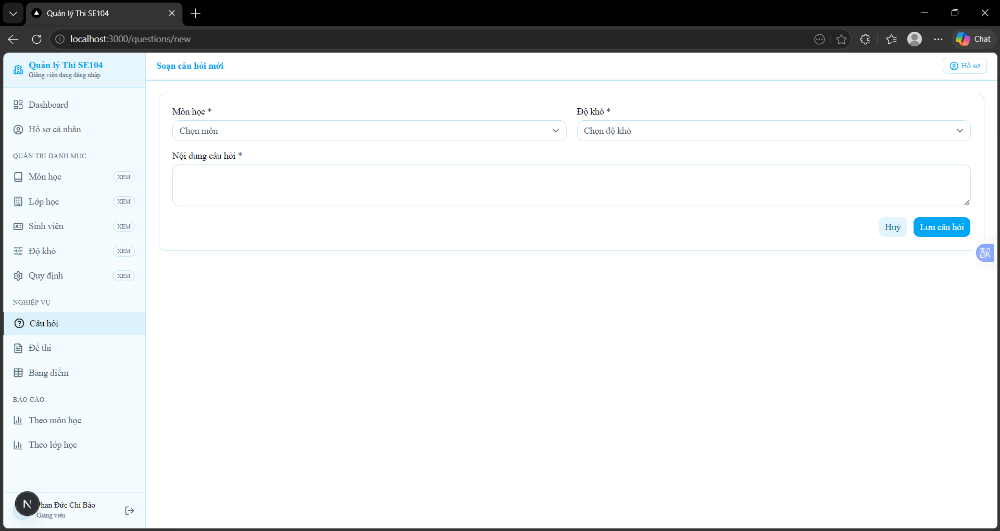 Quản lý Thi SE104
localhost:3000/questions/new
Chat
Quản lý Thi SE104
Giảng viên đang đăng nhập
Soạn câu hỏi mới
Hồ sơ
Dashboard
Hồ sơ cá nhân
QUẢN TRỊ DANH MỤC
Môn học XEM
Lớp học XEM
Sinh viên XEM
Độ khó XEM
Quy định XEM
NGHIỆP VỤ
Câu hỏi
Đề thi
Bảng điểm
BÁO CÁO
Theo môn học
Theo lớp học
N
Phan Đức Chí Bảo
Giảng viên
Môn học *
Chọn môn
Độ khó *
Chọn độ khó
Nội dung câu hỏi *
Huỷ
Lưu câu hỏi